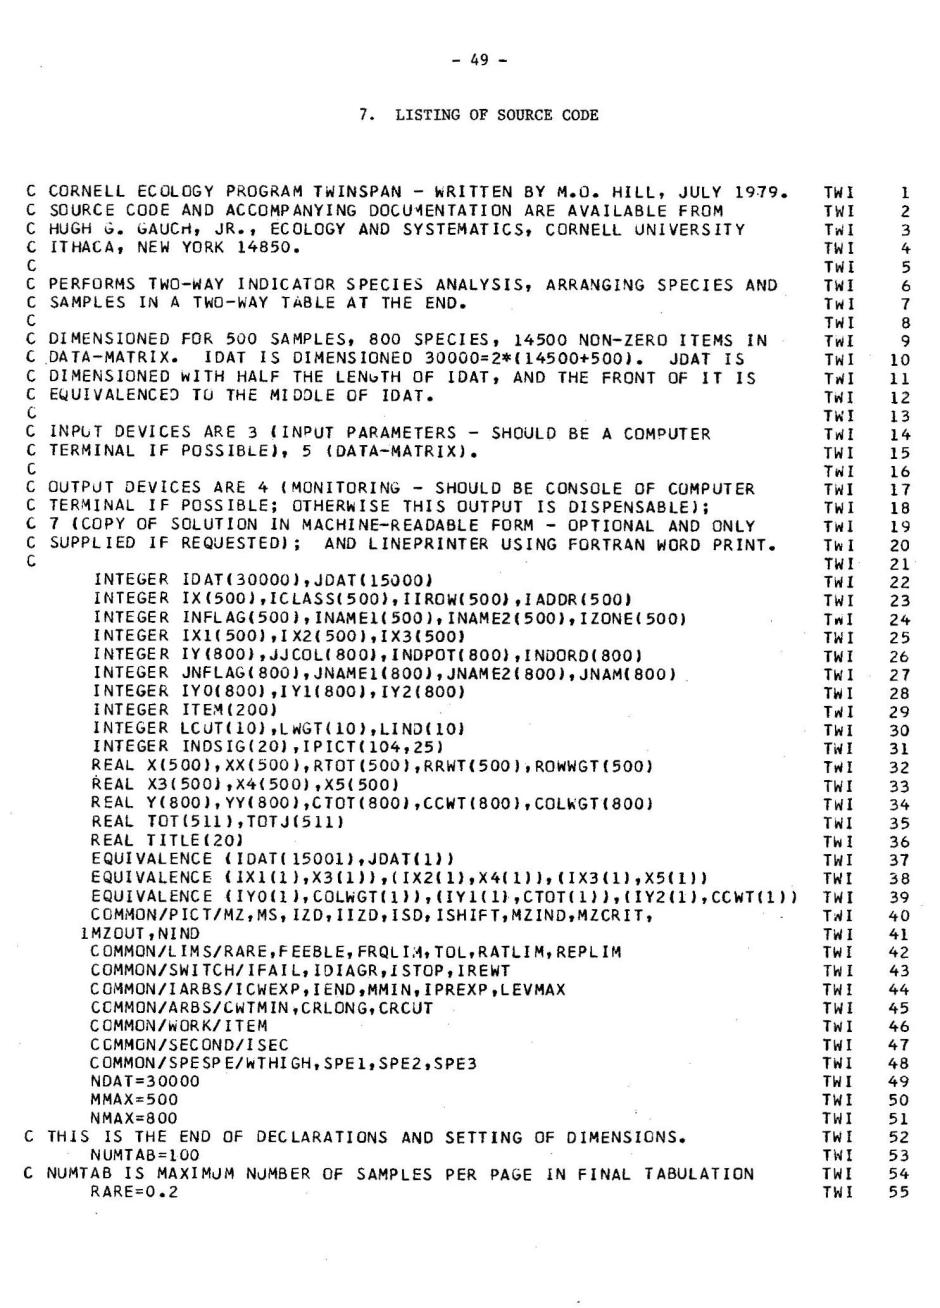 - 49 -
7. LISTING OF SOURCE CODE
C CORNELL ECOLOGY PROGRAM TWINSPAN - WRITTEN BY M.O. HILL, JULY 1979. TWI 1
C SOURCE CODE AND ACCOMPANYING DOCUMENTATION ARE AVAILABLE FROM TWI 2
C HUGH G. GAUCH, JR., ECOLOGY AND SYSTEMATICS, CORNELL UNIVERSITY TWI 3
C ITHACA, NEW YORK 14850. TWI 4
C TWI 5
C PERFORMS TWO-WAY INDICATOR SPECIES ANALYSIS, ARRANGING SPECIES AND TWI 6
C SAMPLES IN A TWO-WAY TABLE AT THE END. TWI 7
C TWI 8
C DIMENSIONED FOR 500 SAMPLES, 800 SPECIES, 14500 NON-ZERO ITEMS IN TWI 9
C DATA-MATRIX. IDAT IS DIMENSIONED 30000=2*(14500+500). JDAT IS TWI 10
C DIMENSIONED WITH HALF THE LENGTH OF IDAT, AND THE FRONT OF IT IS TWI 11
C EQUIVALENCED TO THE MIDDLE OF IDAT. TWI 12
C TWI 13
C INPUT DEVICES ARE 3 (INPUT PARAMETERS - SHOULD BE A COMPUTER TWI 14
C TERMINAL IF POSSIBLE), 5 (DATA-MATRIX). TWI 15
C TWI 16
C OUTPUT DEVICES ARE 4 (MONITORING - SHOULD BE CONSOLE OF COMPUTER TWI 17
C TERMINAL IF POSSIBLE; OTHERWISE THIS OUTPUT IS DISPENSABLE); TWI 18
C 7 (COPY OF SOLUTION IN MACHINE-READABLE FORM - OPTIONAL AND ONLY TWI 19
C SUPPLIED IF REQUESTED); AND LINEPRINTER USING FORTRAN WORD PRINT. TWI 20
C TWI 21
INTEGER IDAT(30000),JDAT(15000) TWI 22
INTEGER IX(500),ICLASS(500),IIROW(500),IADDR(500) TWI 23
INTEGER INFLAG(500),INAME1(500),INAME2(500),IZONE(500) TWI 24
INTEGER IX1(500),IX2(500),IX3(500) TWI 25
INTEGER IY(800),JJCOL(800),INDPOT(800),INDORD(800) TWI 26
INTEGER JNFLAG(800),JNAME1(800),JNAME2(800),JNAM(800) TWI 27
INTEGER IY0(800),IY1(800),IY2(800) TWI 28
INTEGER ITEM(200) TWI 29
INTEGER LCUT(10),LWGT(10),LIND(10) TWI 30
INTEGER INDSIG(20),IPICT(104,25) TWI 31
REAL X(500),XX(500),RTOT(500),RRWT(500),ROWWGT(500) TWI 32
REAL X3(500),X4(500),X5(500) TWI 33
REAL Y(800),YY(800),CTOT(800),CCWT(800),COLWGT(800) TWI 34
REAL TOT(511),TOTJ(511) TWI 35
REAL TITLE(20) TWI 36
EQUIVALENCE (IDAT(15001),JDAT(1)) TWI 37
EQUIVALENCE (IX1(1),X3(1)),(IX2(1),X4(1)),(IX3(1),X5(1)) TWI 38
EQUIVALENCE (IY0(1),COLWGT(1)),(IY1(1),CTOT(1)),(IY2(1),CCWT(1)) TWI 39
COMMON/PICT/MZ,MS,IZD,IIZD,ISD,ISHIFT,MZIND,MZCRIT, TWI 40
1MZOUT,NIND TWI 41
COMMON/LIMS/RARE,FEEBLE,FRQLIM,TOL,RATLIM,REPLIM TWI 42
COMMON/SWITCH/IFAIL,IDIAGR,ISTOP,IREWT TWI 43
COMMON/IARBS/ICWEXP,IEND,MMIN,IPREXP,LEVMAX TWI 44
COMMON/ARBS/CWTMIN,CRLONG,CRCUT TWI 45
COMMON/WORK/ITEM TWI 46
COMMON/SECOND/ISEC TWI 47
COMMON/SPESPE/WTHIGH,SPE1,SPE2,SPE3 TWI 48
NDAT=30000 TWI 49
MMAX=500 TWI 50
NMAX=800 TWI 51
C THIS IS THE END OF DECLARATIONS AND SETTING OF DIMENSIONS. TWI 52
NUMTAB=100 TWI 53
C NUMTAB IS MAXIMUM NUMBER OF SAMPLES PER PAGE IN FINAL TABULATION TWI 54
RARE=0.2 TWI 55